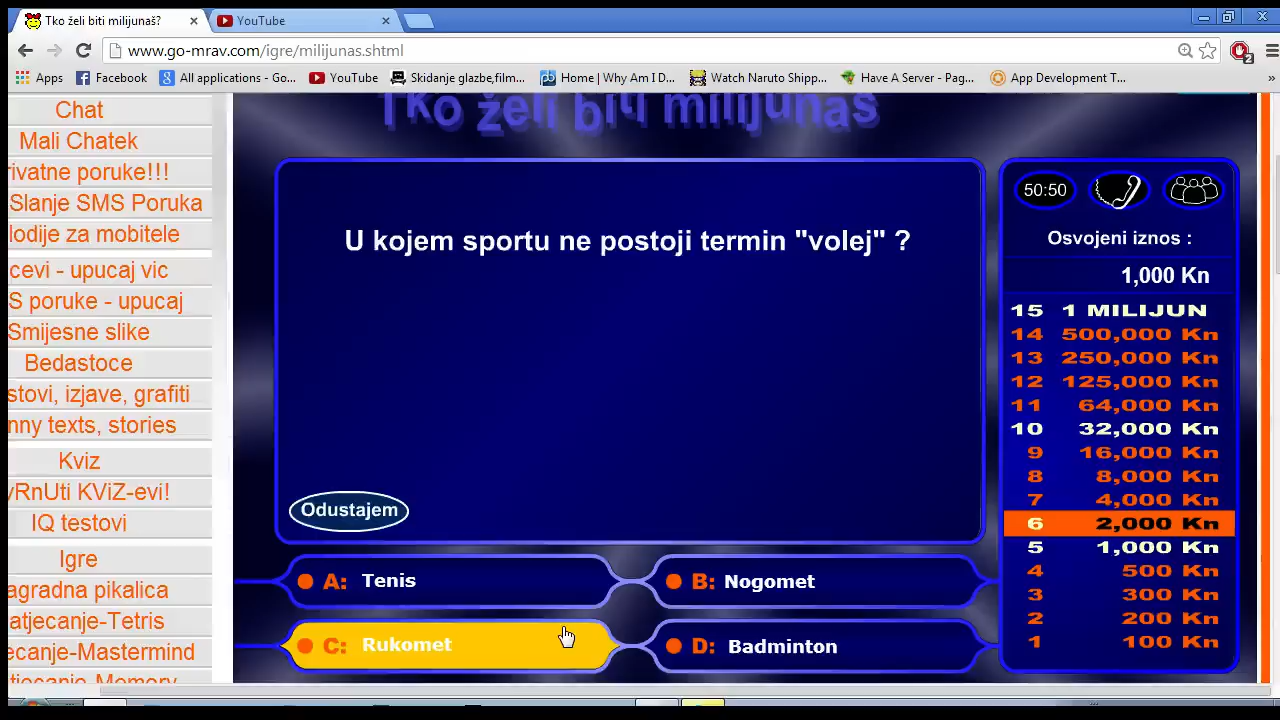 Tko želi biti milijunaš?
YouTube
www.go-mrav.com/igre/milijunas.shtml
Apps
Facebook
All applications - Go...
YouTube
Skidanje glazbe,film...
Home | Why Am I D...
Watch Naruto Shipp...
Have A Server - Pag...
App Development T...
»
2
Chat
Mali Chatek
rivatne poruke!!!
Slanje SMS Poruka
lodije za mobitele
cevi - upucaj vic
S poruke - upucaj
Smijesne slike
Bedastoce
stovi, izjave, grafiti
nny texts, stories
Kviz
vRnUti KViZ-evi!
IQ testovi
Igre
agradna pikalica
atjecanje-Tetris
jecanje-Mastermind
tjecanje-Memory
Tko želi biti milijunaš
U kojem sportu ne postoji termin "volej" ?
Odustajem
A: Tenis
B: Nogomet
C: Rukomet
D: Badminton
50:50
Osvojeni iznos :
1,000 Kn
15 1 MILIJUN
14 500,000 Kn
13 250,000 Kn
12 125,000 Kn
11 64,000 Kn
10 32,000 Kn
9 16,000 Kn
8 8,000 Kn
7 4,000 Kn
6 2,000 Kn
5 1,000 Kn
4 500 Kn
3 300 Kn
2 200 Kn
1 100 Kn